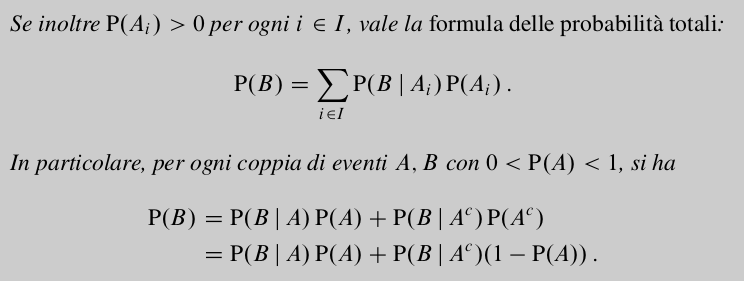 Se inoltre P(A_i) > 0 per ogni i ∈ I, vale la formula delle probabilità totali:
P(B) = ∑_{i∈I} P(B | A_i) P(A_i) .
In particolare, per ogni coppia di eventi A, B con 0 < P(A) < 1, si ha
P(B) = P(B | A) P(A) + P(B | A^c) P(A^c)
= P(B | A) P(A) + P(B | A^c)(1 − P(A)) .